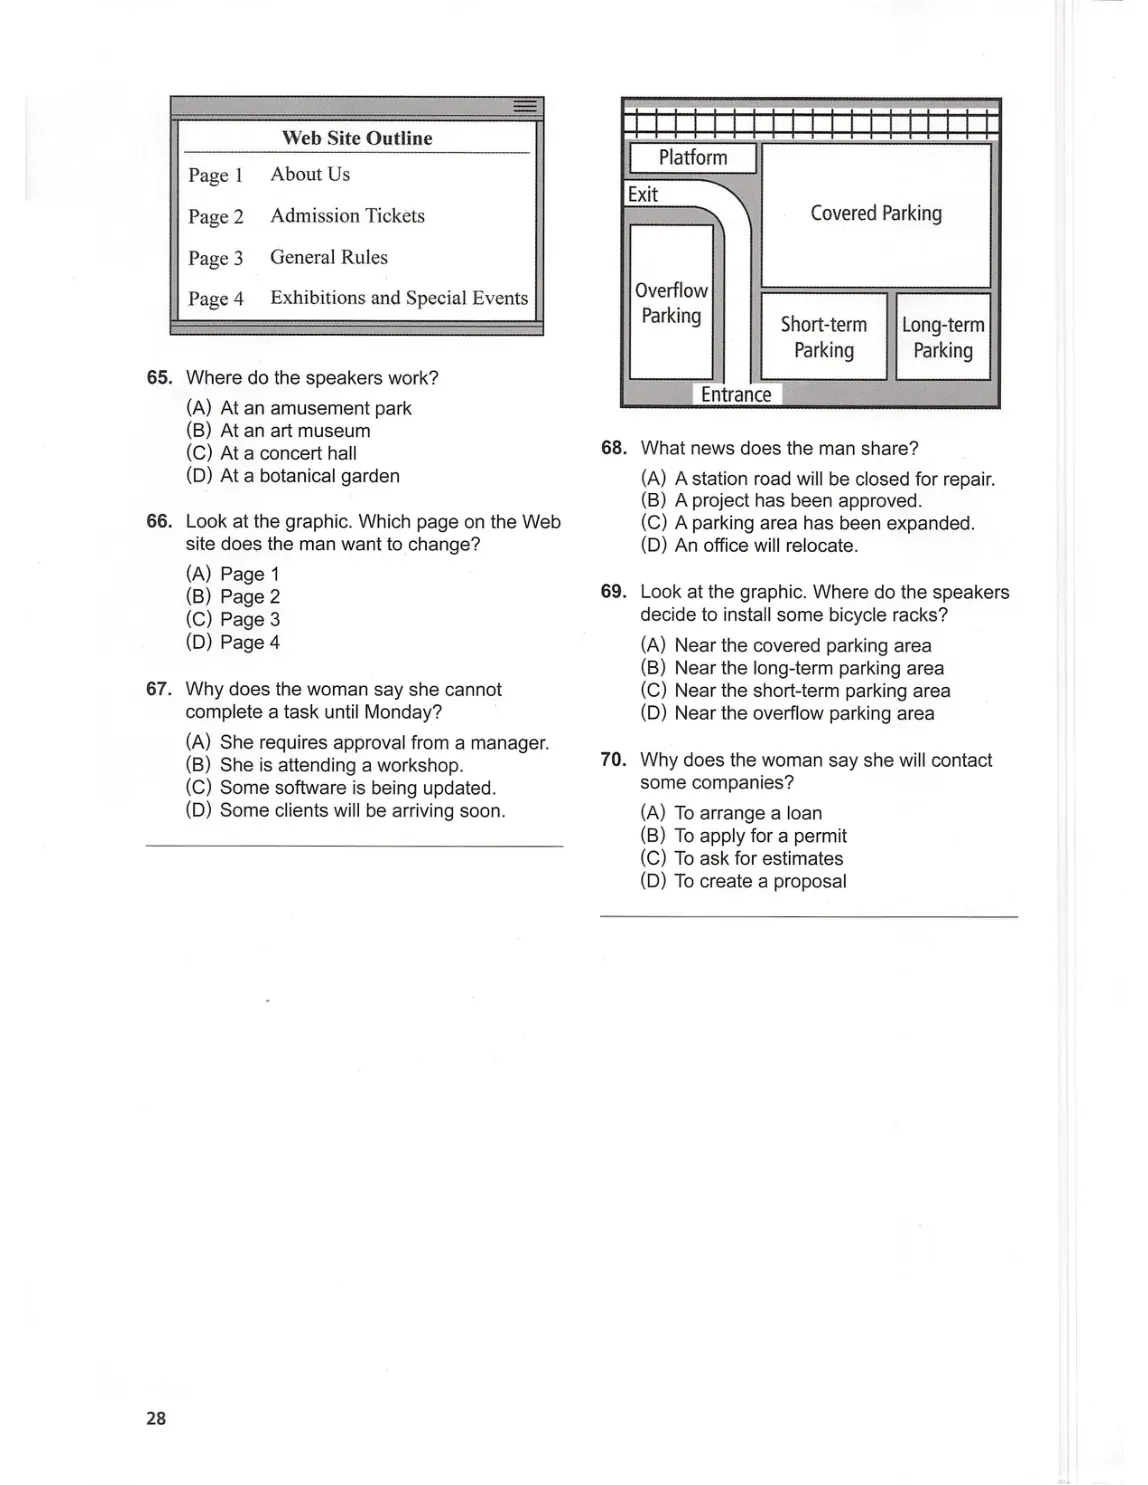 Web Site Outline
Page 1 About Us
Page 2 Admission Tickets
Page 3 General Rules
Page 4 Exhibitions and Special Events
65. Where do the speakers work?
(A) At an amusement park
(B) At an art museum
(C) At a concert hall
(D) At a botanical garden
66. Look at the graphic. Which page on the Web
site does the man want to change?
(A) Page 1
(B) Page 2
(C) Page 3
(D) Page 4
67. Why does the woman say she cannot
complete a task until Monday?
(A) She requires approval from a manager.
(B) She is attending a workshop.
(C) Some software is being updated.
(D) Some clients will be arriving soon.
Platform
Exit
Covered Parking
Overflow
Parking
Short-term
Parking
Long-term
Parking
Entrance
68. What news does the man share?
(A) A station road will be closed for repair.
(B) A project has been approved.
(C) A parking area has been expanded.
(D) An office will relocate.
69. Look at the graphic. Where do the speakers
decide to install some bicycle racks?
(A) Near the covered parking area
(B) Near the long-term parking area
(C) Near the short-term parking area
(D) Near the overflow parking area
70. Why does the woman say she will contact
some companies?
(A) To arrange a loan
(B) To apply for a permit
(C) To ask for estimates
(D) To create a proposal
28